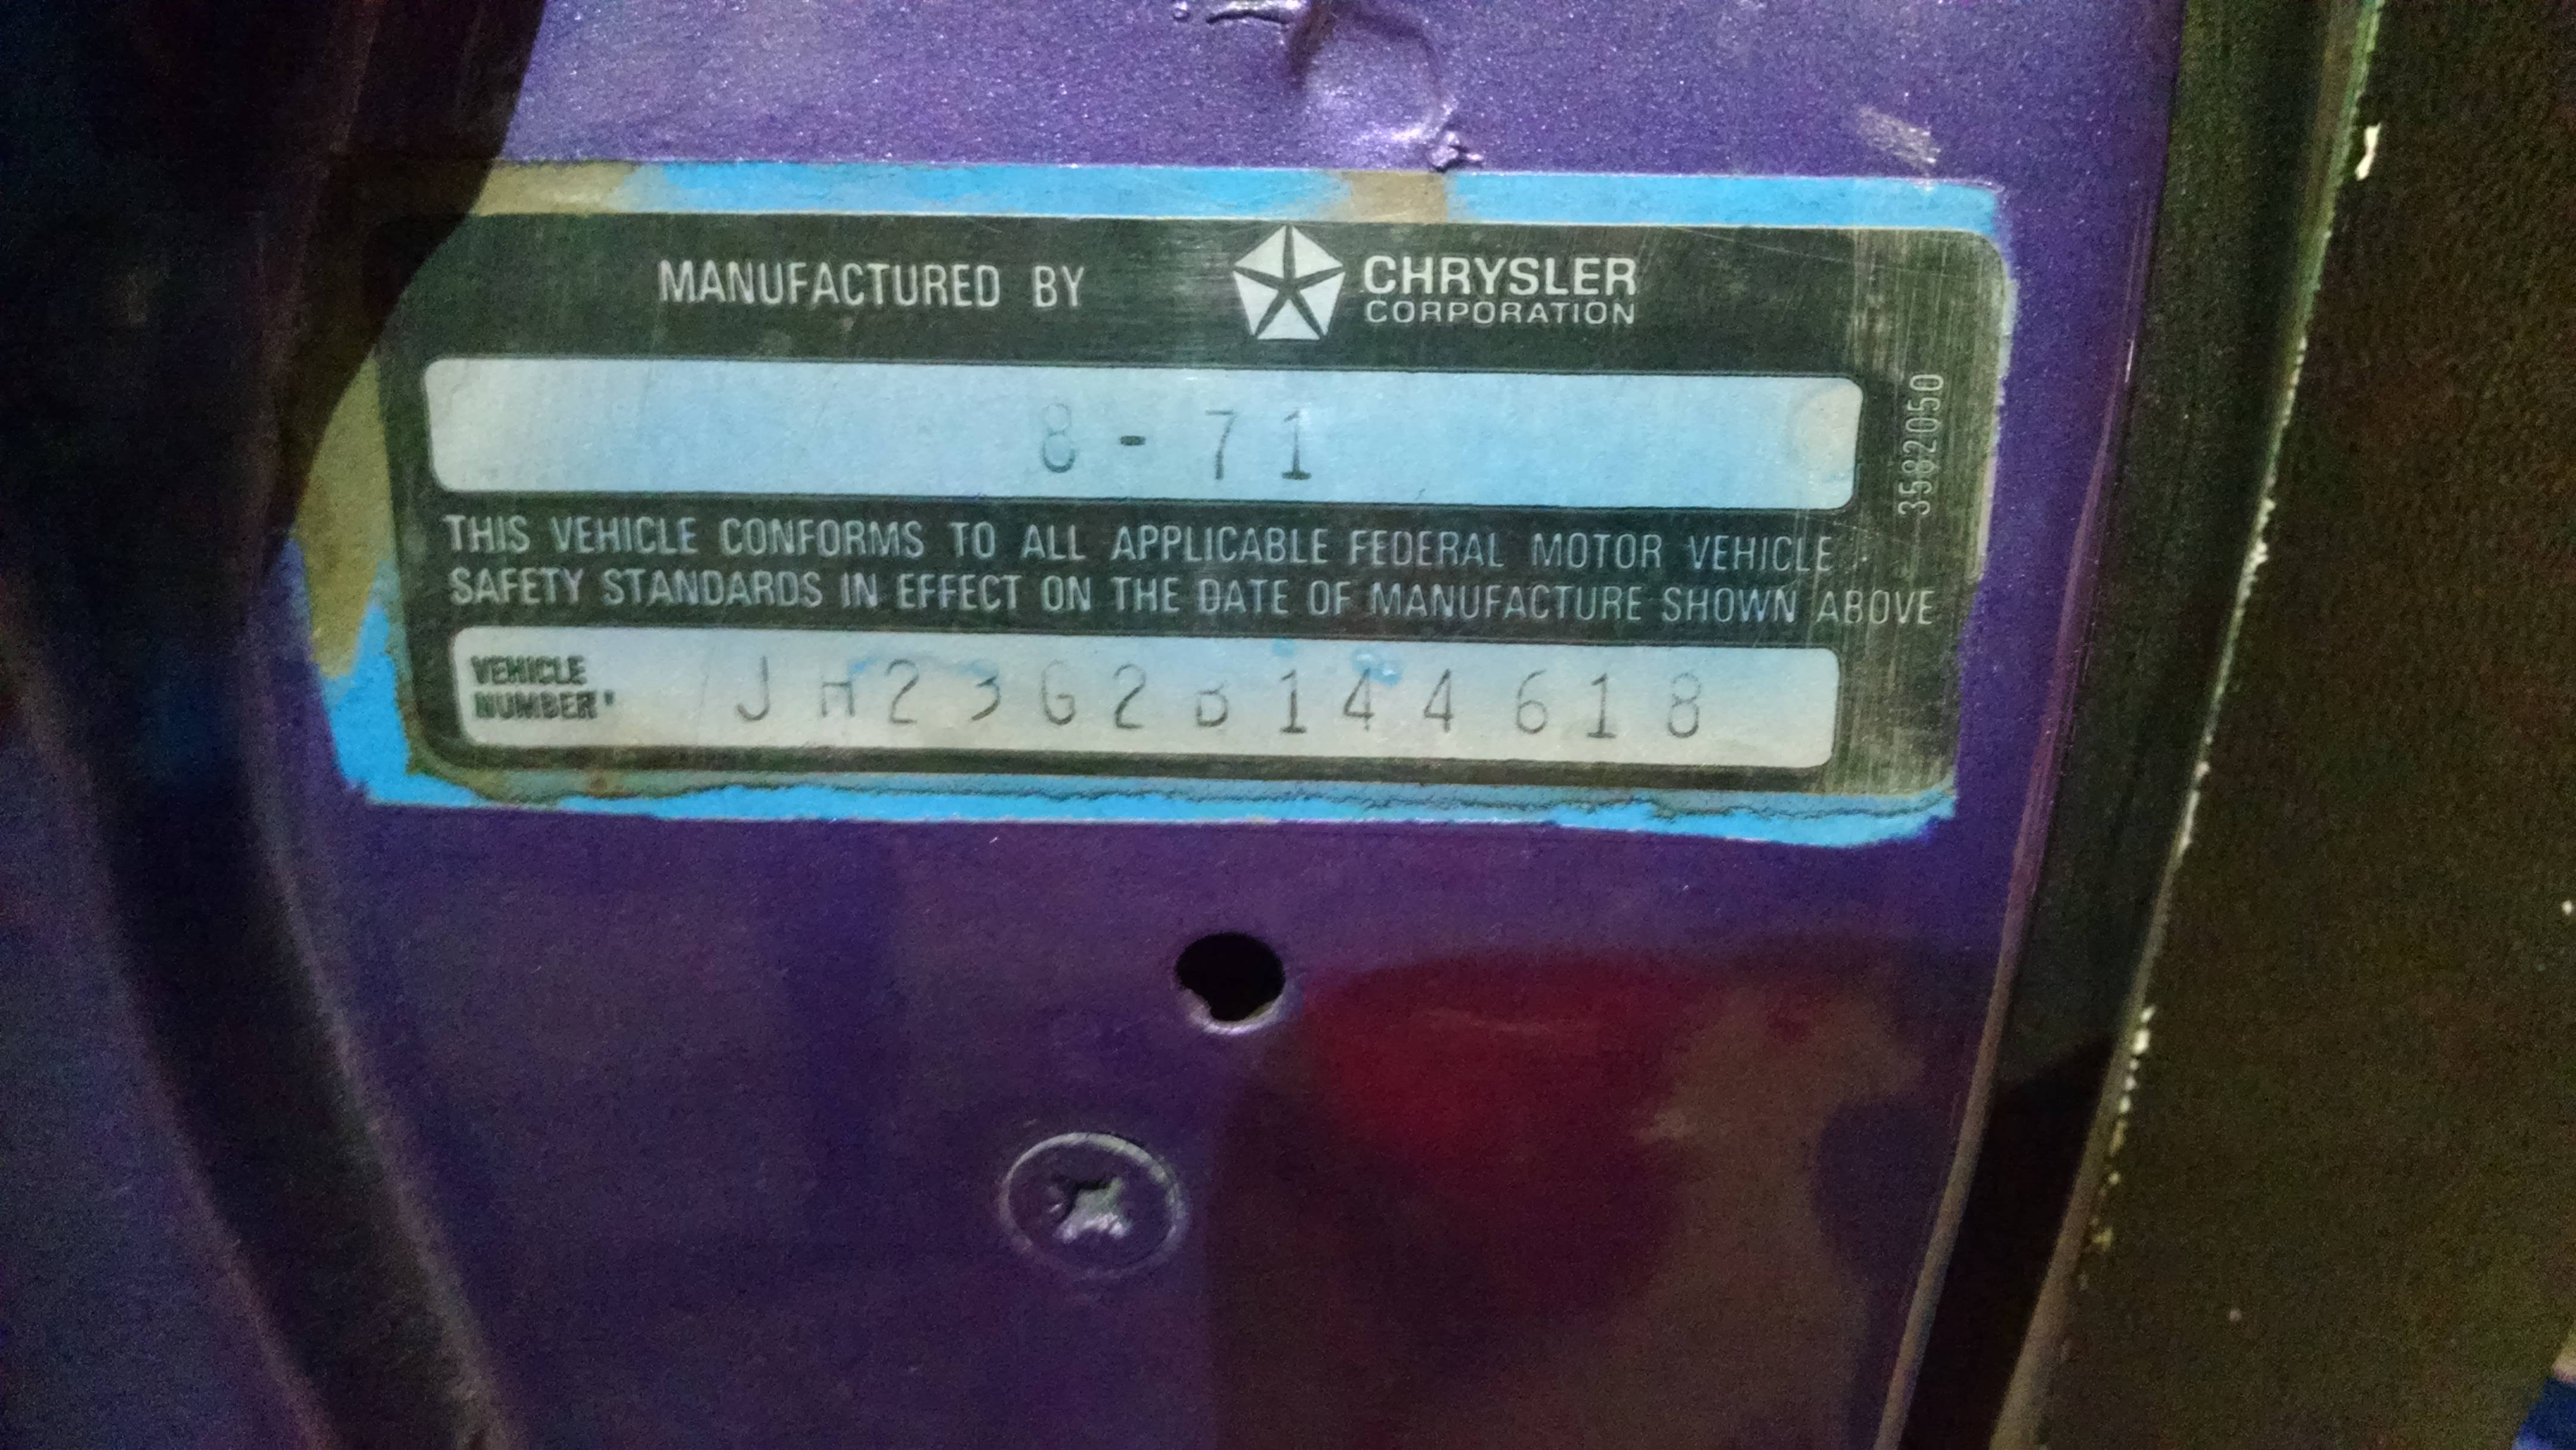 MANUFACTURED BY CHRYSLER
CORPORATION
8-71
3582050
THIS VEHICLE CONFORMS TO ALL APPLICABLE FEDERAL MOTOR VEHICLE
SAFETY STANDARDS IN EFFECT ON THE DATE OF MANUFACTURE SHOWN ABOVE
VEHICLE
NUMBER
JH23G2B144618